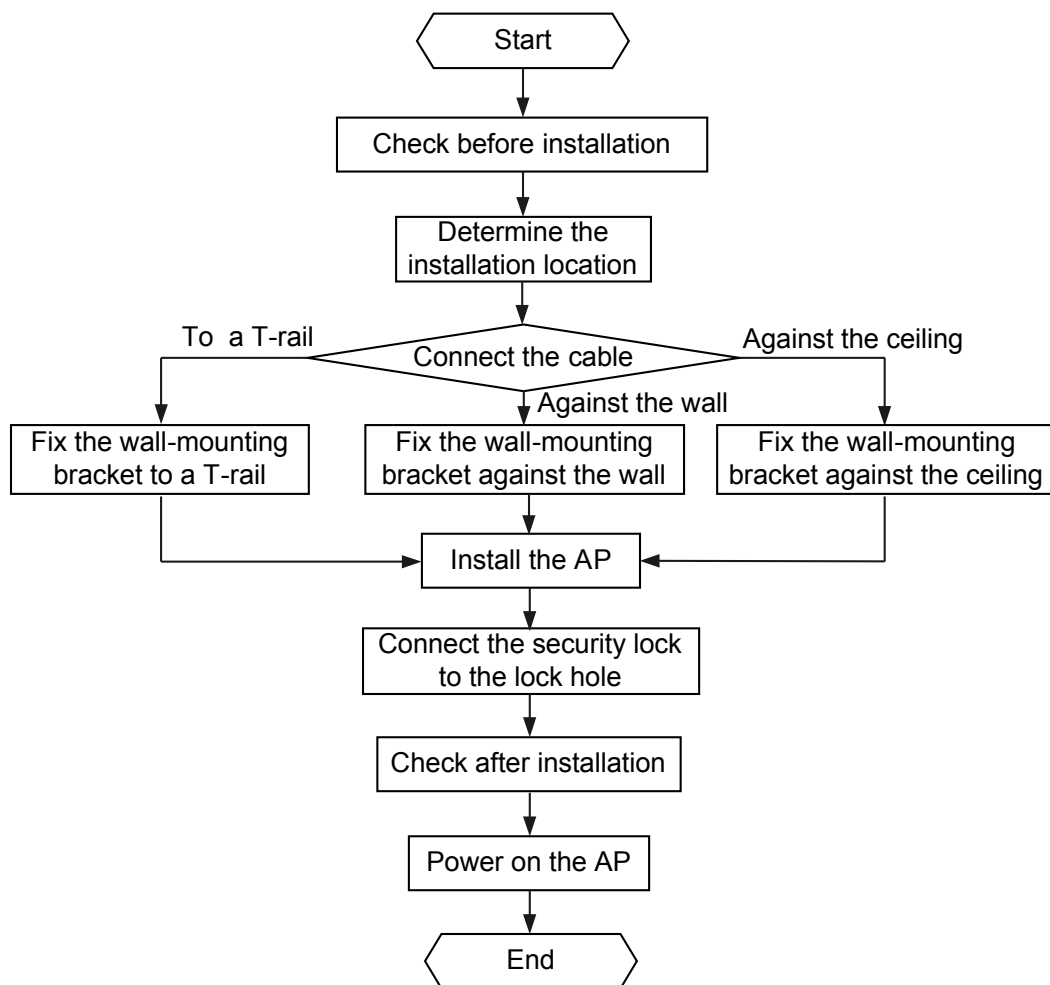 Start
Check before installation
Determine the
installation location
To a T-rail
Connect the cable
Against the ceiling
Against the wall
Fix the wall-mounting
bracket to a T-rail
Fix the wall-mounting
bracket against the wall
Fix the wall-mounting
bracket against the ceiling
Install the AP
Connect the security lock
to the lock hole
Check after installation
Power on the AP
End